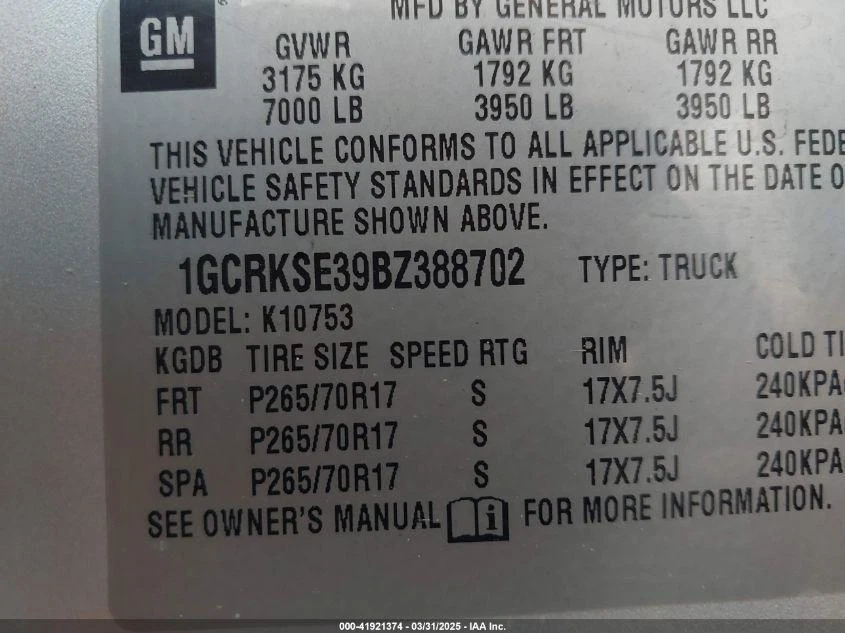 MFD BY GENERAL MOTORS LLC
GM
GVWR GAWR FRT GAWR RR
3175 KG 1792 KG 1792 KG
7000 LB 3950 LB 3950 LB
THIS VEHICLE CONFORMS TO ALL APPLICABLE U.S. FEDE
VEHICLE SAFETY STANDARDS IN EFFECT ON THE DATE O
MANUFACTURE SHOWN ABOVE.
1GCRKSE39BZ388702 TYPE: TRUCK
MODEL: K10753
KGDB TIRE SIZE SPEED RTG RIM COLD TI
FRT P265/70R17 S 17X7.5J 240KPA
RR P265/70R17 S 17X7.5J 240KPA
SPA P265/70R17 S 17X7.5J 240KPA
SEE OWNER'S MANUAL i FOR MORE INFORMATION.
000-41921374 - 03/31/2025 - IAA Inc.